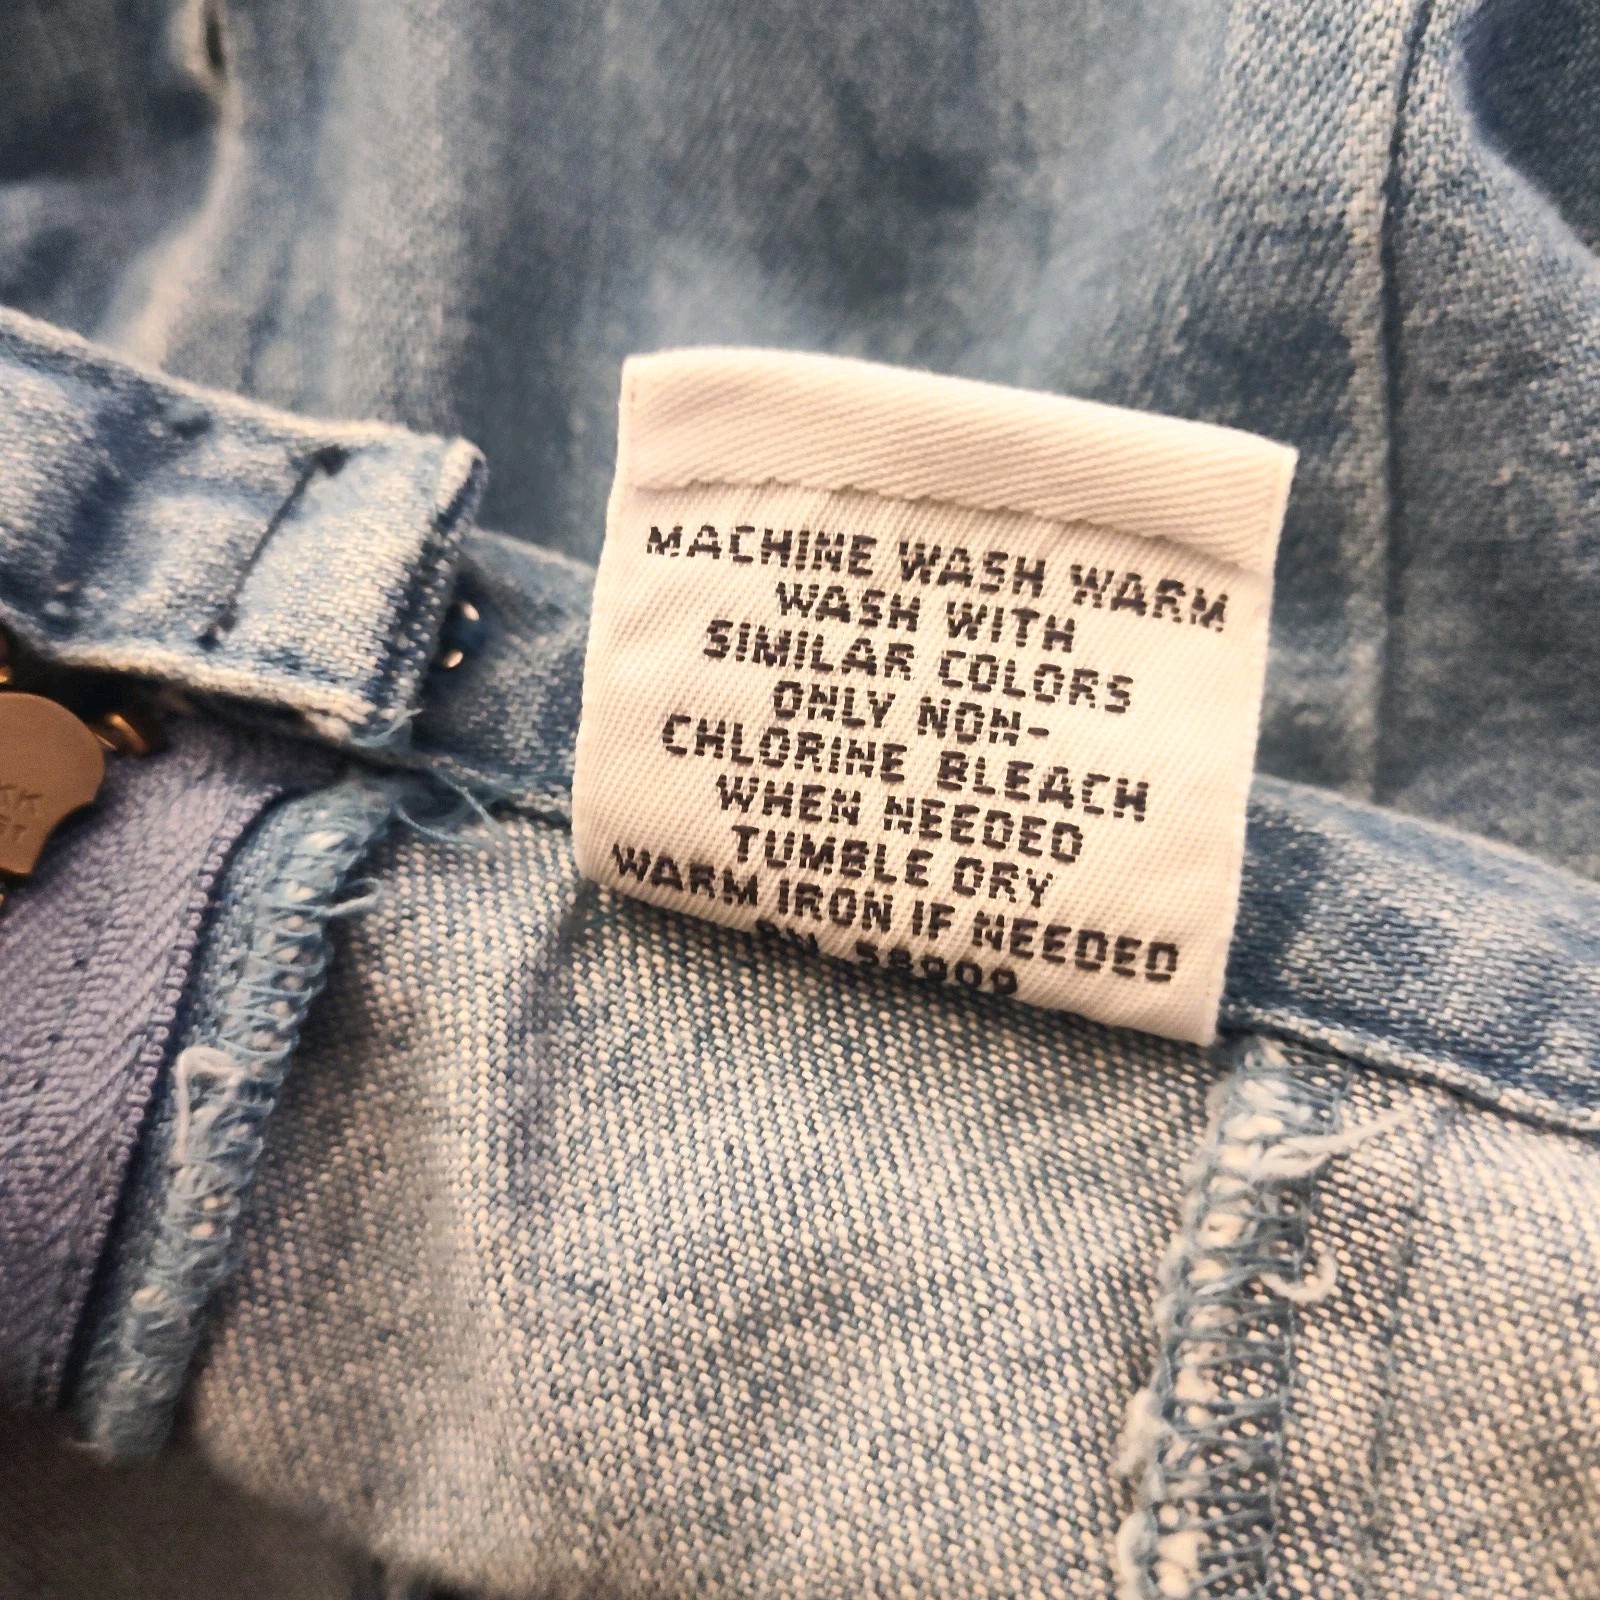 MACHINE WASH WARM
WASH WITH
SIMILAR COLORS
ONLY NON-
CHLORINE BLEACH
WHEN NEEDED
TUMBLE DRY
WARM IRON IF NEEDED
58909